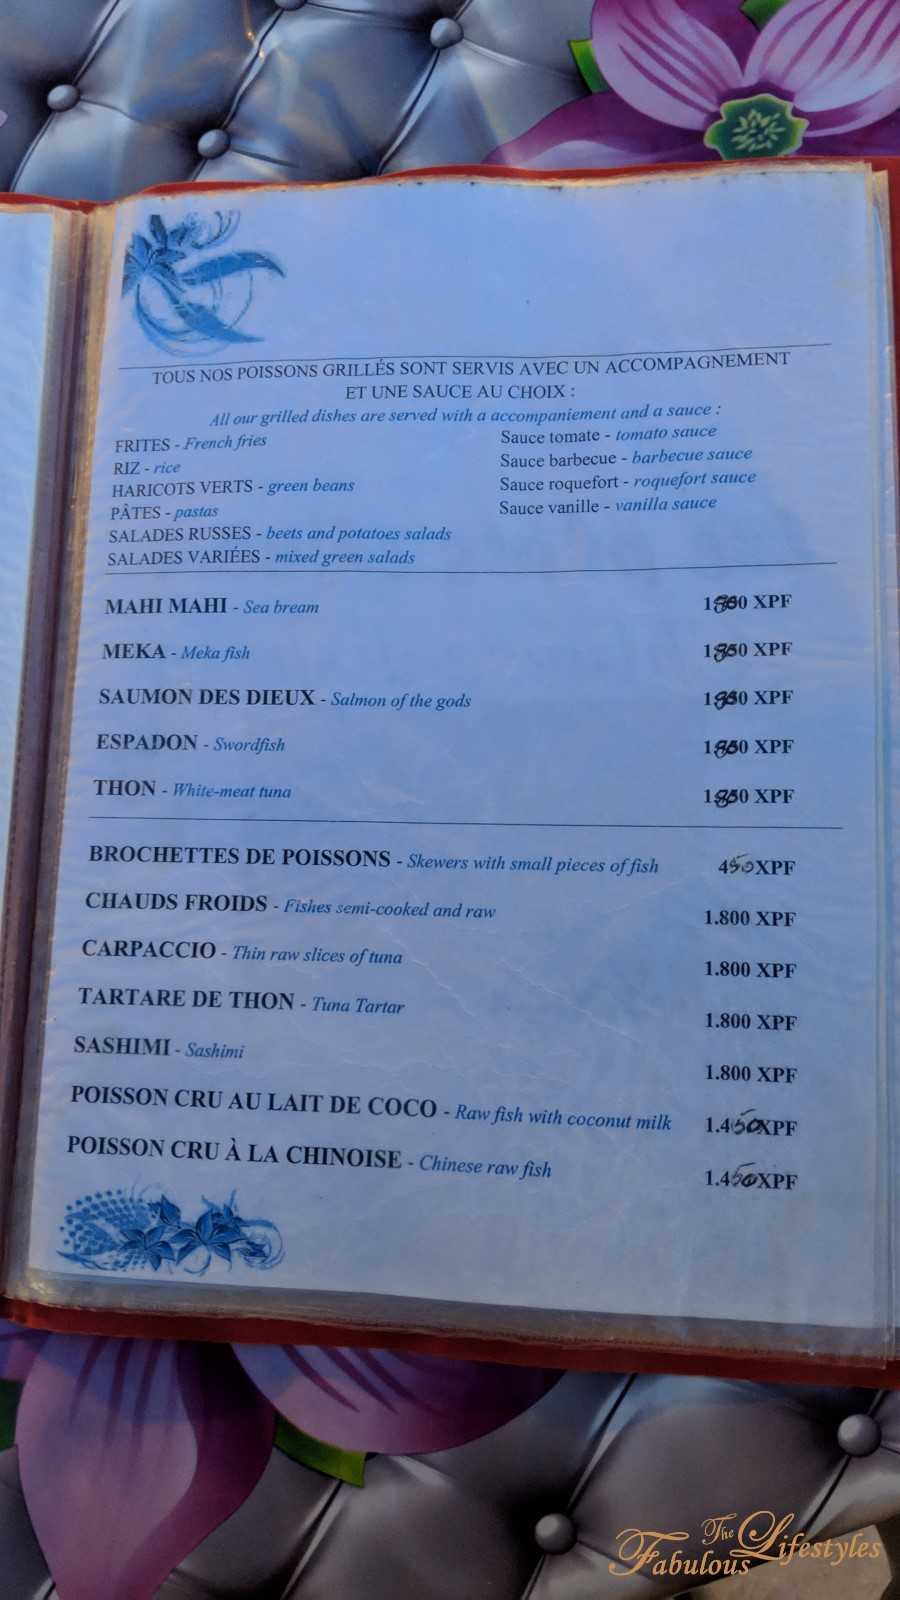 TOUS NOS POISSONS GRILLÉS SONT SERVIS AVEC UN ACCOMPAGNEMENT
ET UNE SAUCE AU CHOIX :
All our grilled dishes are served with a accompaniement and a sauce :
FRITES - French fries
RIZ - rice
HARICOTS VERTS - green beans
PÂTES - pastas
SALADES RUSSES - beets and potatoes salads
SALADES VARIÉES - mixed green salads
Sauce tomate - tomato sauce
Sauce barbecue - barbecue sauce
Sauce roquefort - roquefort sauce
Sauce vanille - vanilla sauce
MAHI MAHI - Sea bream XPF
MEKA - Meka fish XPF
SAUMON DES DIEUX - Salmon of the gods XPF
ESPADON - Swordfish XPF
THON - White-meat tuna XPF
BROCHETTES DE POISSONS - Skewers with small pieces of fish 450 XPF
CHAUDS FROIDS - Fishes semi-cooked and raw 1.800 XPF
CARPACCIO - Thin raw slices of tuna 1.800 XPF
TARTARE DE THON - Tuna Tartar 1.800 XPF
SASHIMI - Sashimi 1.800 XPF
POISSON CRU AU LAIT DE COCO - Raw fish with coconut milk 1.450 XPF
POISSON CRU À LA CHINOISE - Chinese raw fish 1.450 XPF
The Fabulous Lifestyles